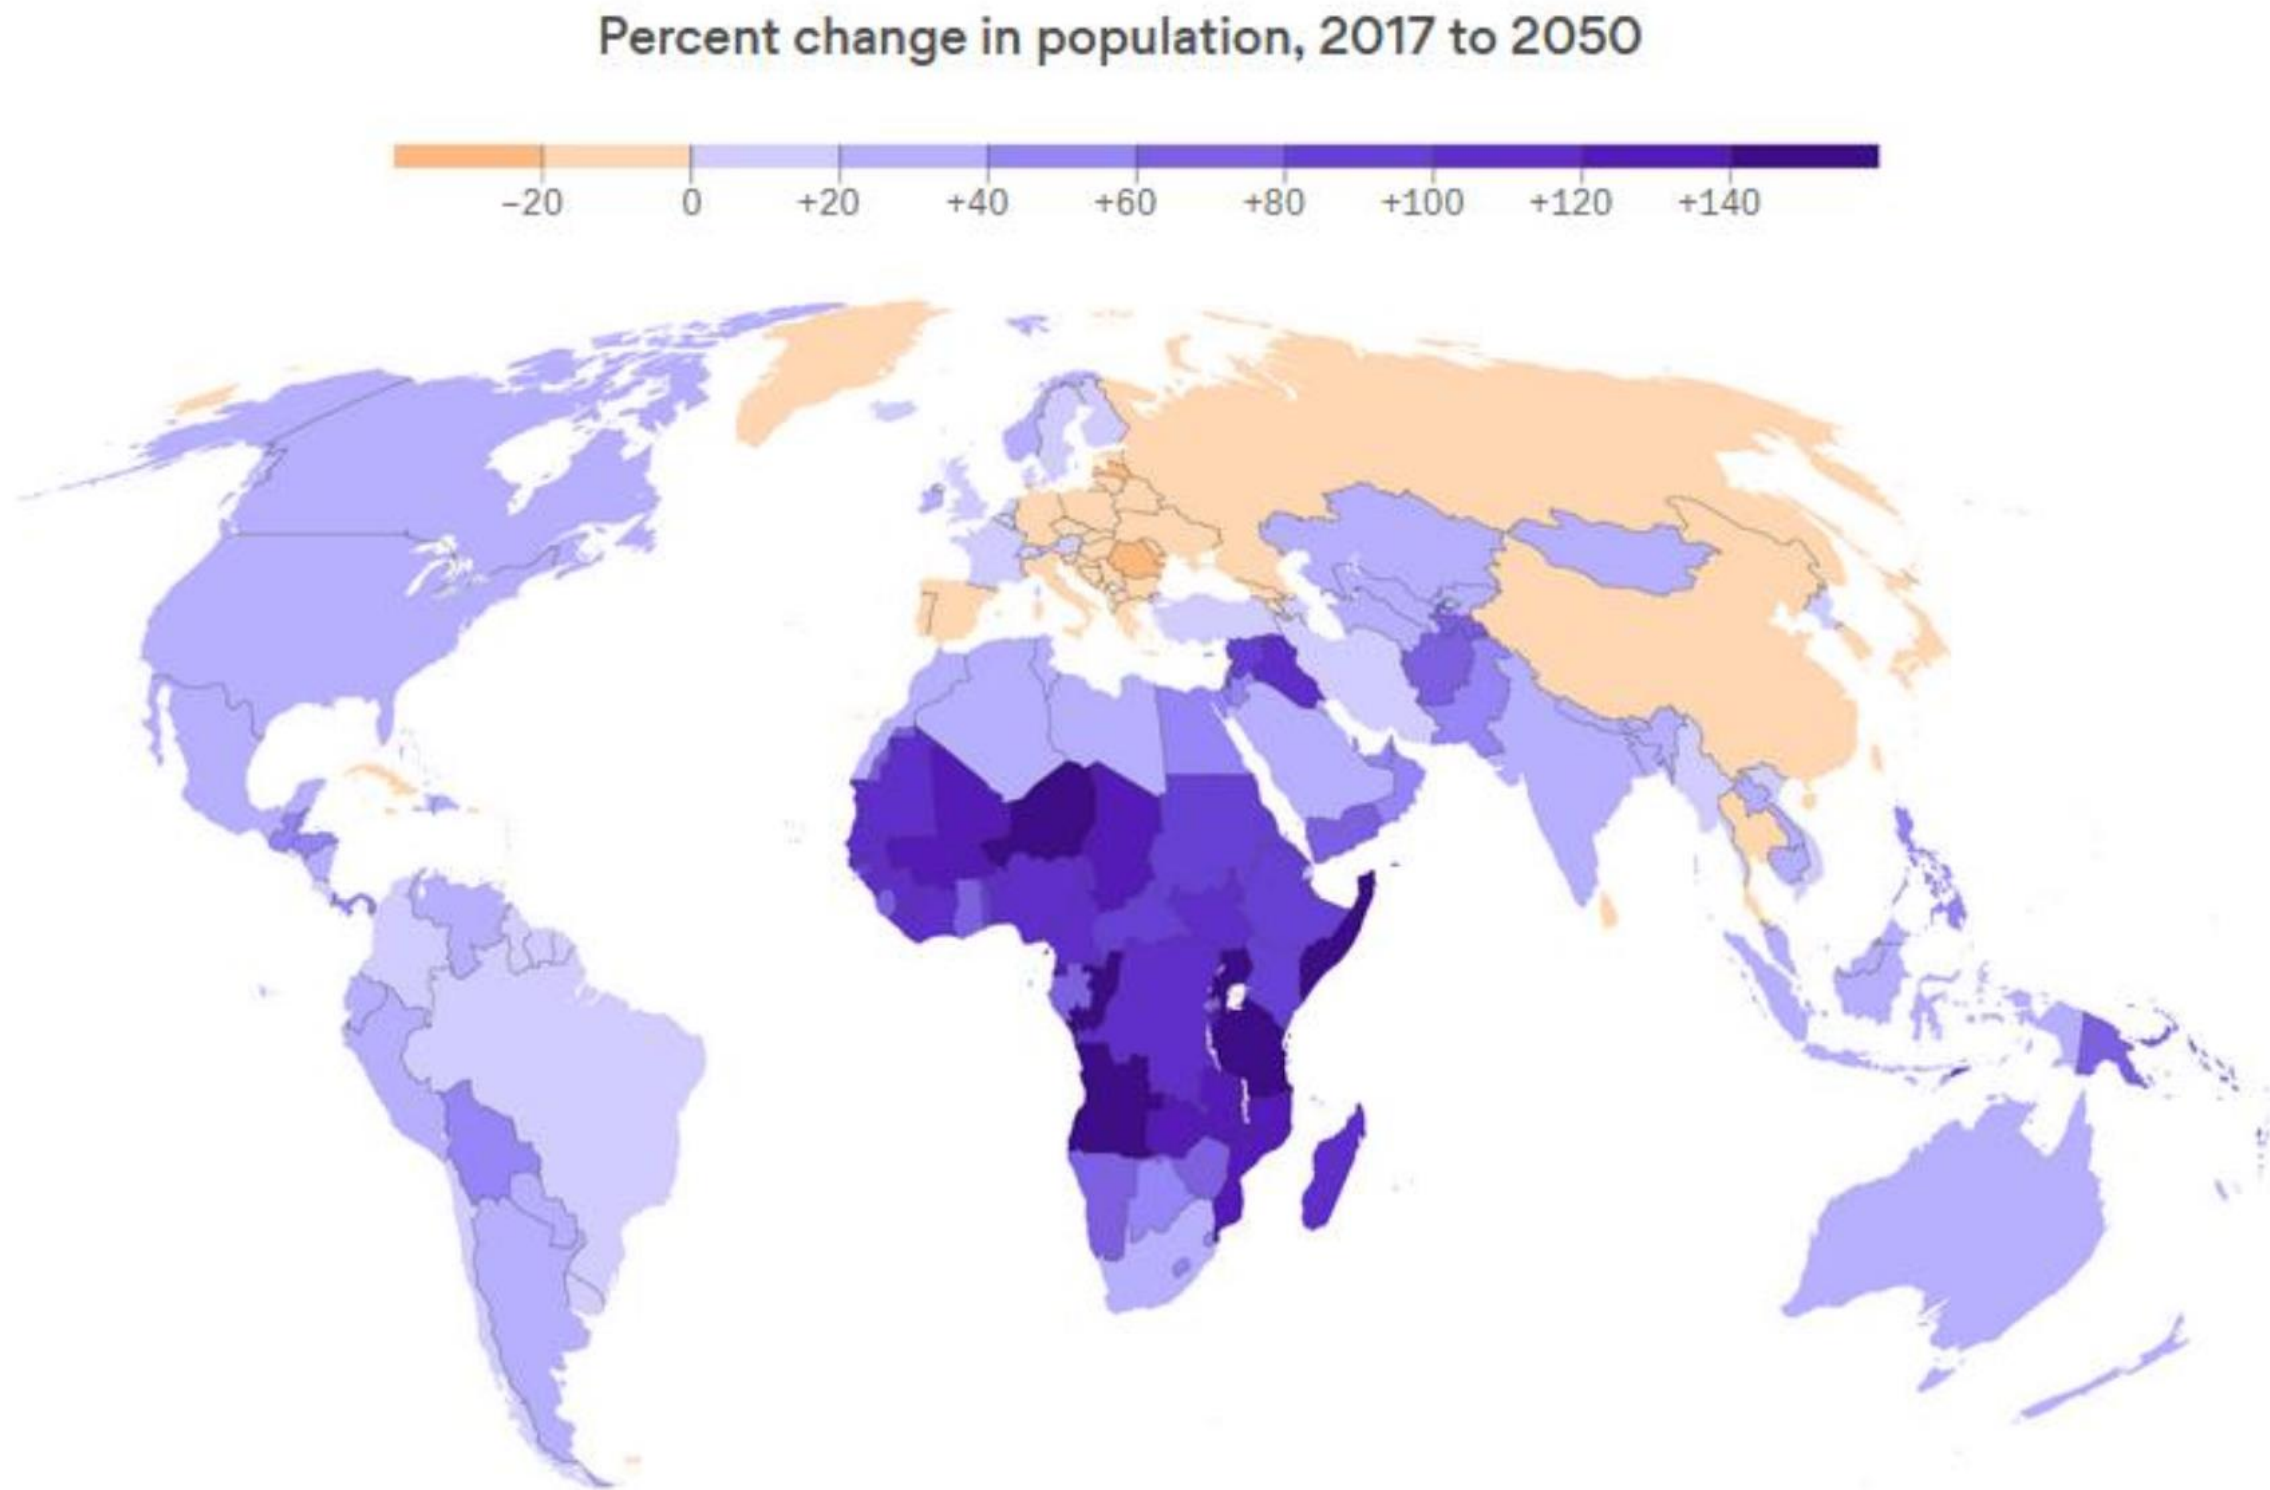 Percent change in population, 2017 to 2050
−20 0 +20 +40 +60 +80 +100 +120 +140